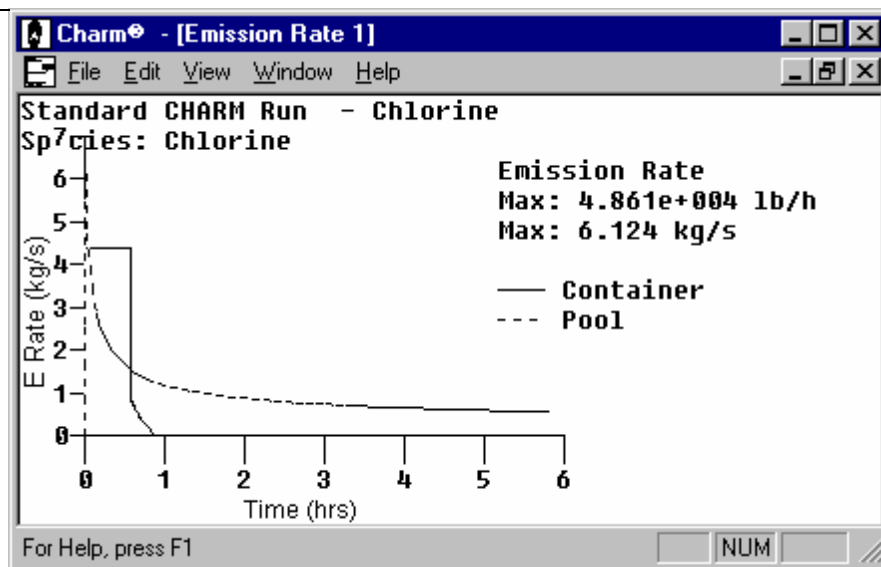 Charm® - [Emission Rate 1]
File Edit View Window Help
Standard CHARM Run - Chlorine
Species: Chlorine
Emission Rate
Max: 4.861e+004 lb/h
Max: 6.124 kg/s
Container
Pool
E Rate (kg/s)
7
6
5
4
3
2
1
0
0 1 2 3 4 5 6
Time (hrs)
For Help, press F1
NUM